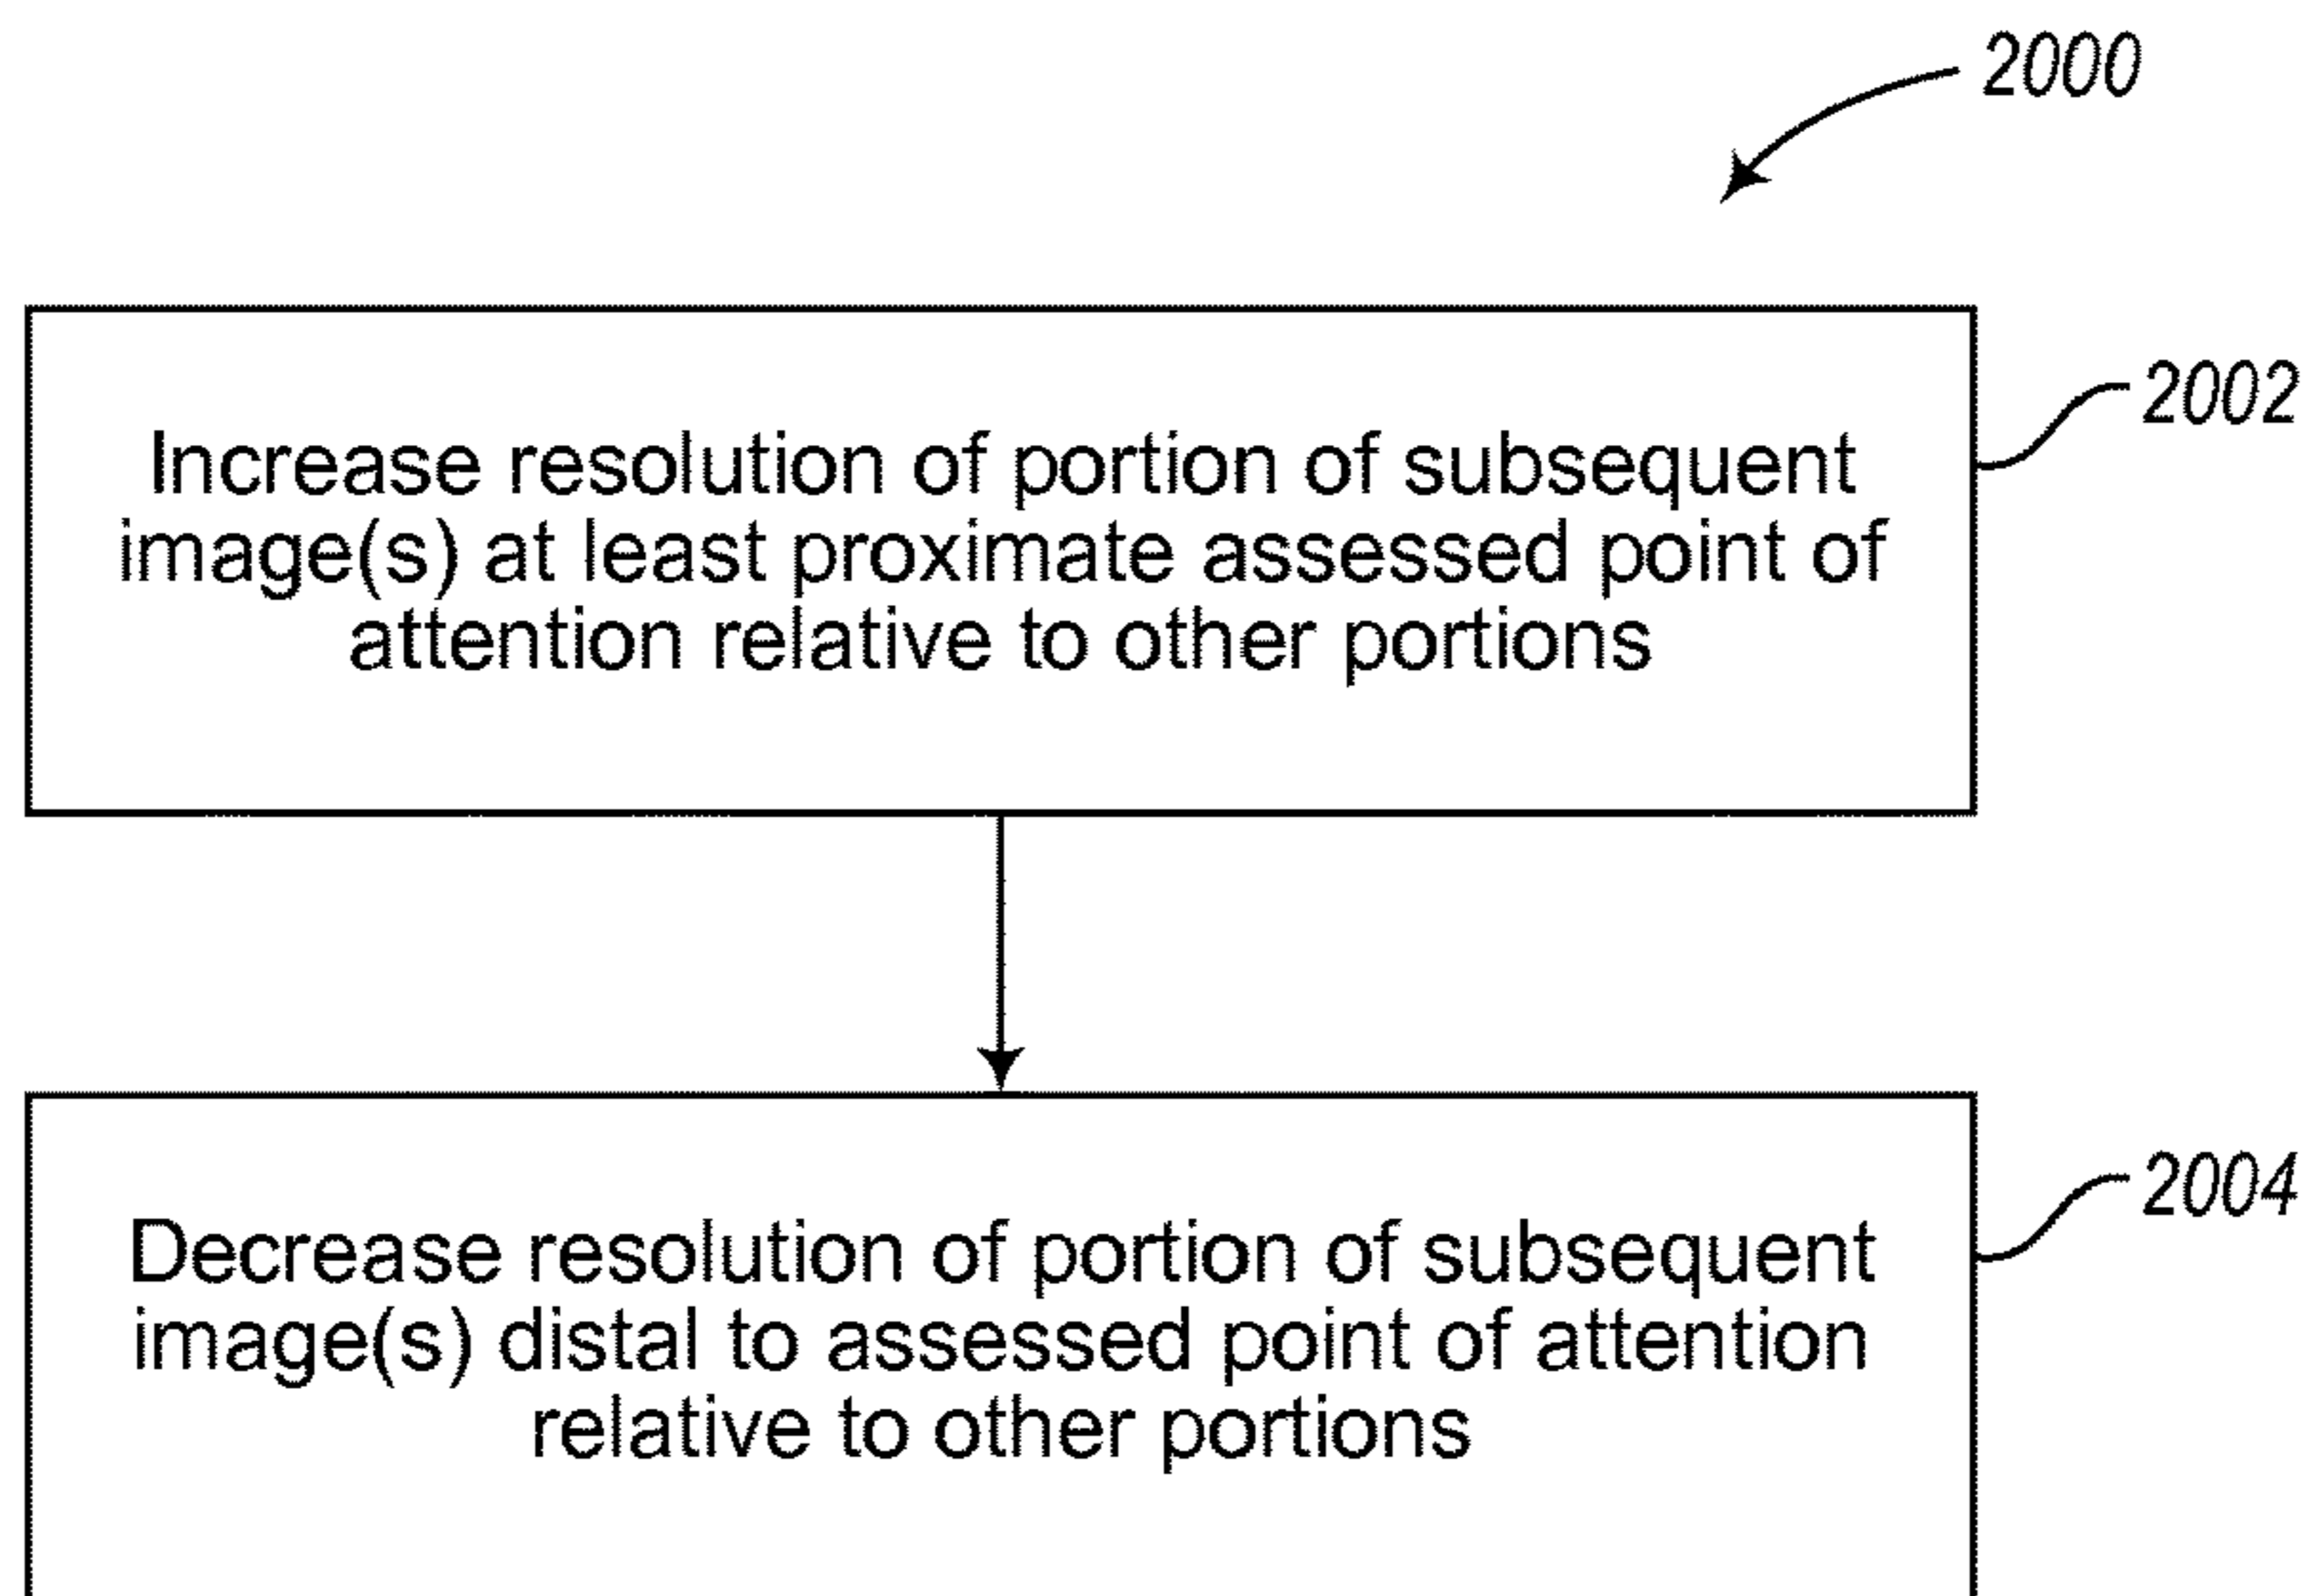 2000
2002
Increase resolution of portion of subsequent
image(s) at least proximate assessed point of
attention relative to other portions
2004
Decrease resolution of portion of subsequent
image(s) distal to assessed point of attention
relative to other portions